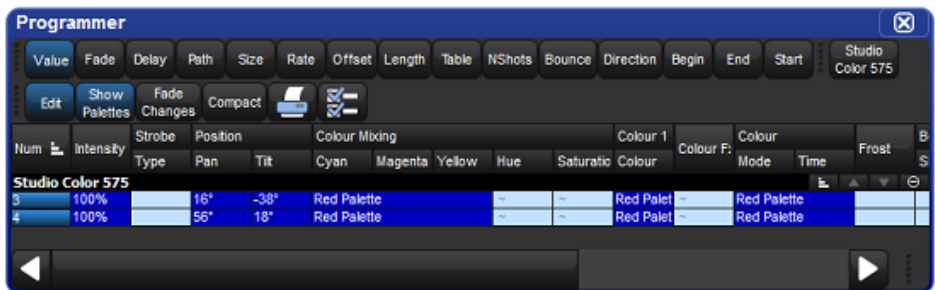 Programmer
Value Fade Delay Path Size Rate Offset Length Table NShots Bounce Direction Begin End Start Studio Color 575
Edit Show Palettes Fade Changes Compact
Num Intensity Strobe Position Colour Mixing Colour 1 Colour F: Colour Frost B
Type Pan Tilt Cyan Magenta Yellow Hue Saturatic Colour Mode Time S
Studio Color 575
3 100% 16° -38° Red Palette ~ ~ Red Palet ~ Red Palette
4 100% 56° 18° Red Palette ~ ~ Red Palet ~ Red Palette